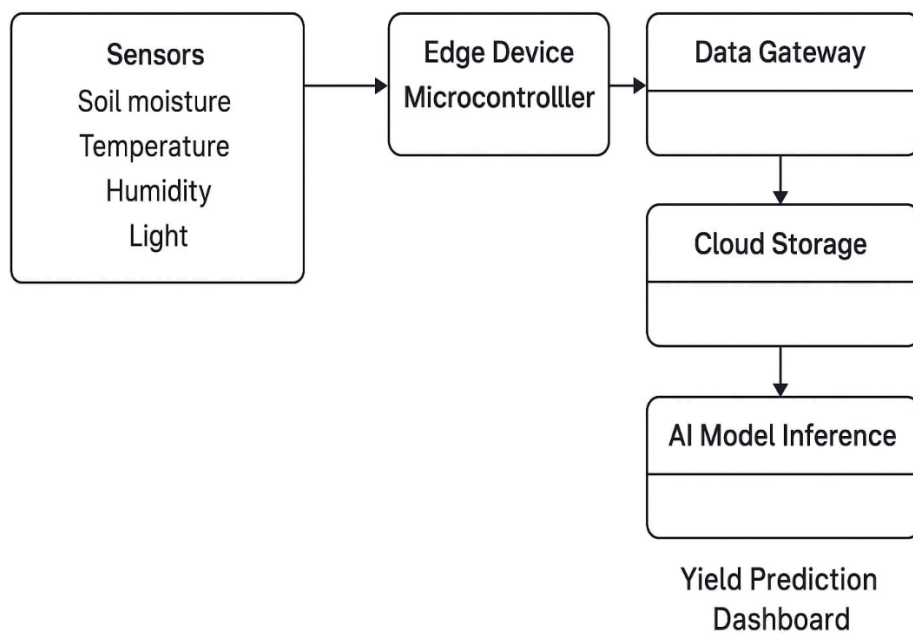 Sensors
Soil moisture
Temperature
Humidity
Light
Edge Device
Microcontrolller
Data Gateway
Cloud Storage
AI Model Inference
Yield Prediction
Dashboard